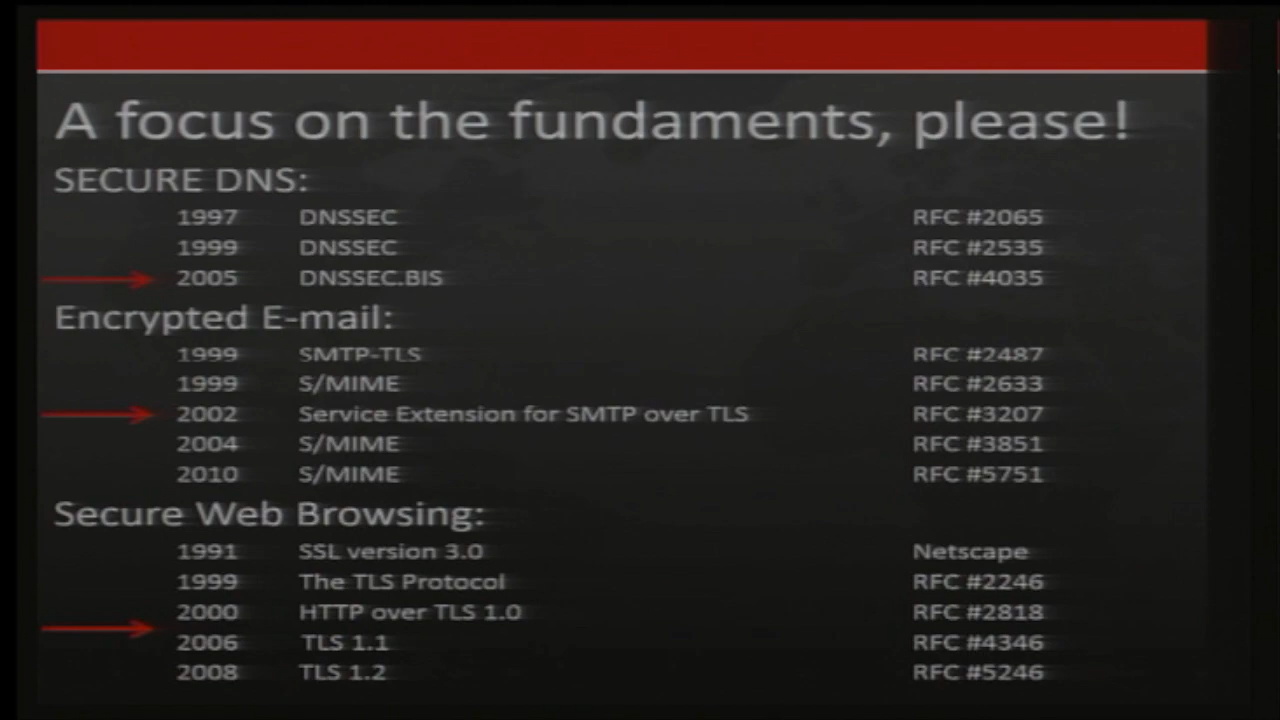 A focus on the fundaments, please!
SECURE DNS:
1997 DNSSEC RFC #2065
1999 DNSSEC RFC #2535
2005 DNSSEC.BIS RFC #4035
Encrypted E-mail:
1999 SMTP-TLS RFC #2487
1999 S/MIME RFC #2633
2002 Service Extension for SMTP over TLS RFC #3207
2004 S/MIME RFC #3851
2010 S/MIME RFC #5751
Secure Web Browsing:
1991 SSL version 3.0 Netscape
1999 The TLS Protocol RFC #2246
2000 HTTP over TLS 1.0 RFC #2818
2006 TLS 1.1 RFC #4346
2008 TLS 1.2 RFC #5246